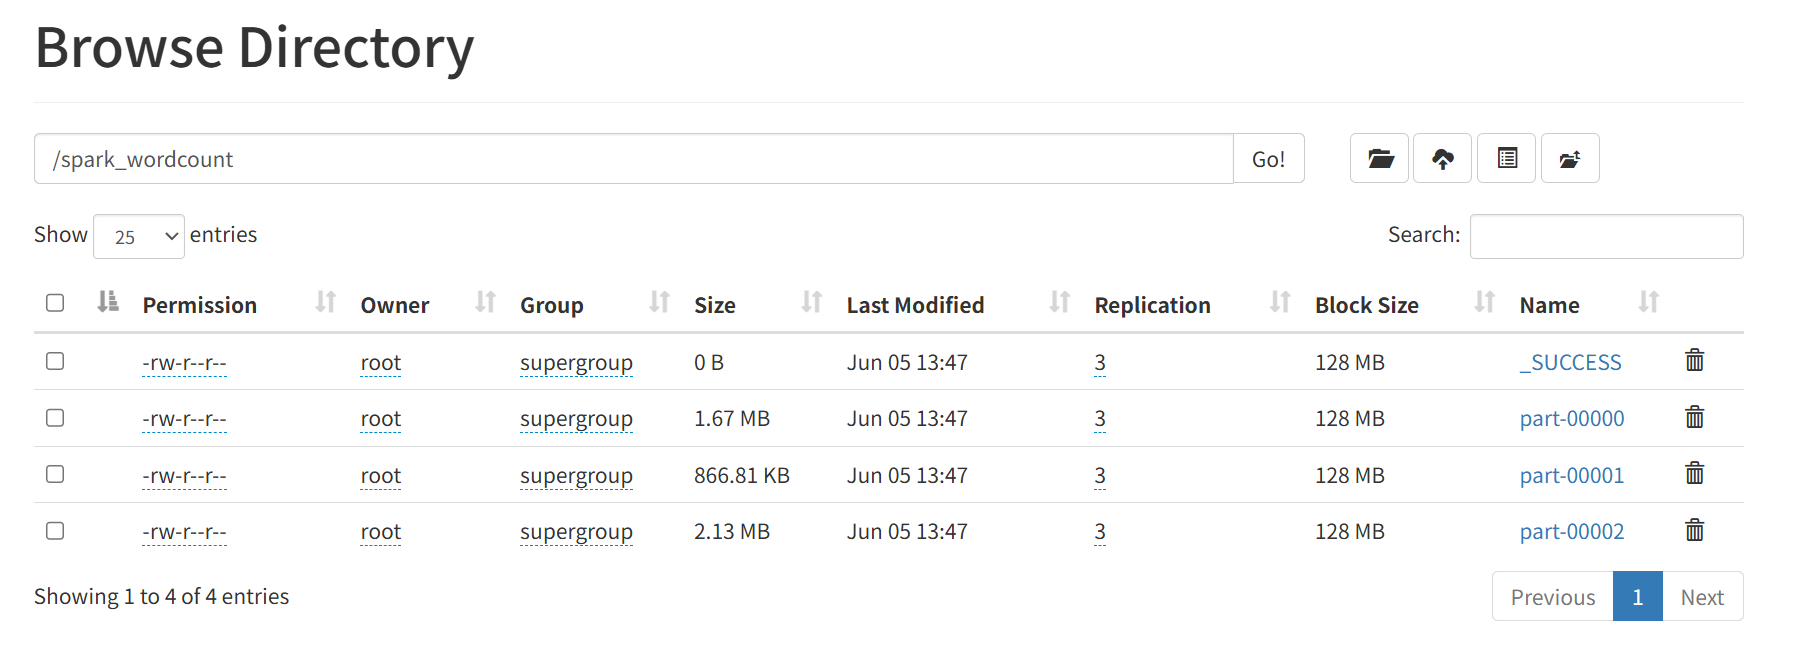 Browse Directory
/spark_wordcount Go!
Show 25 entries Search:
Permission Owner Group Size Last Modified Replication Block Size Name
-rw-r--r-- root supergroup 0 B Jun 05 13:47 3 128 MB _SUCCESS
-rw-r--r-- root supergroup 1.67 MB Jun 05 13:47 3 128 MB part-00000
-rw-r--r-- root supergroup 866.81 KB Jun 05 13:47 3 128 MB part-00001
-rw-r--r-- root supergroup 2.13 MB Jun 05 13:47 3 128 MB part-00002
Showing 1 to 4 of 4 entries Previous 1 Next